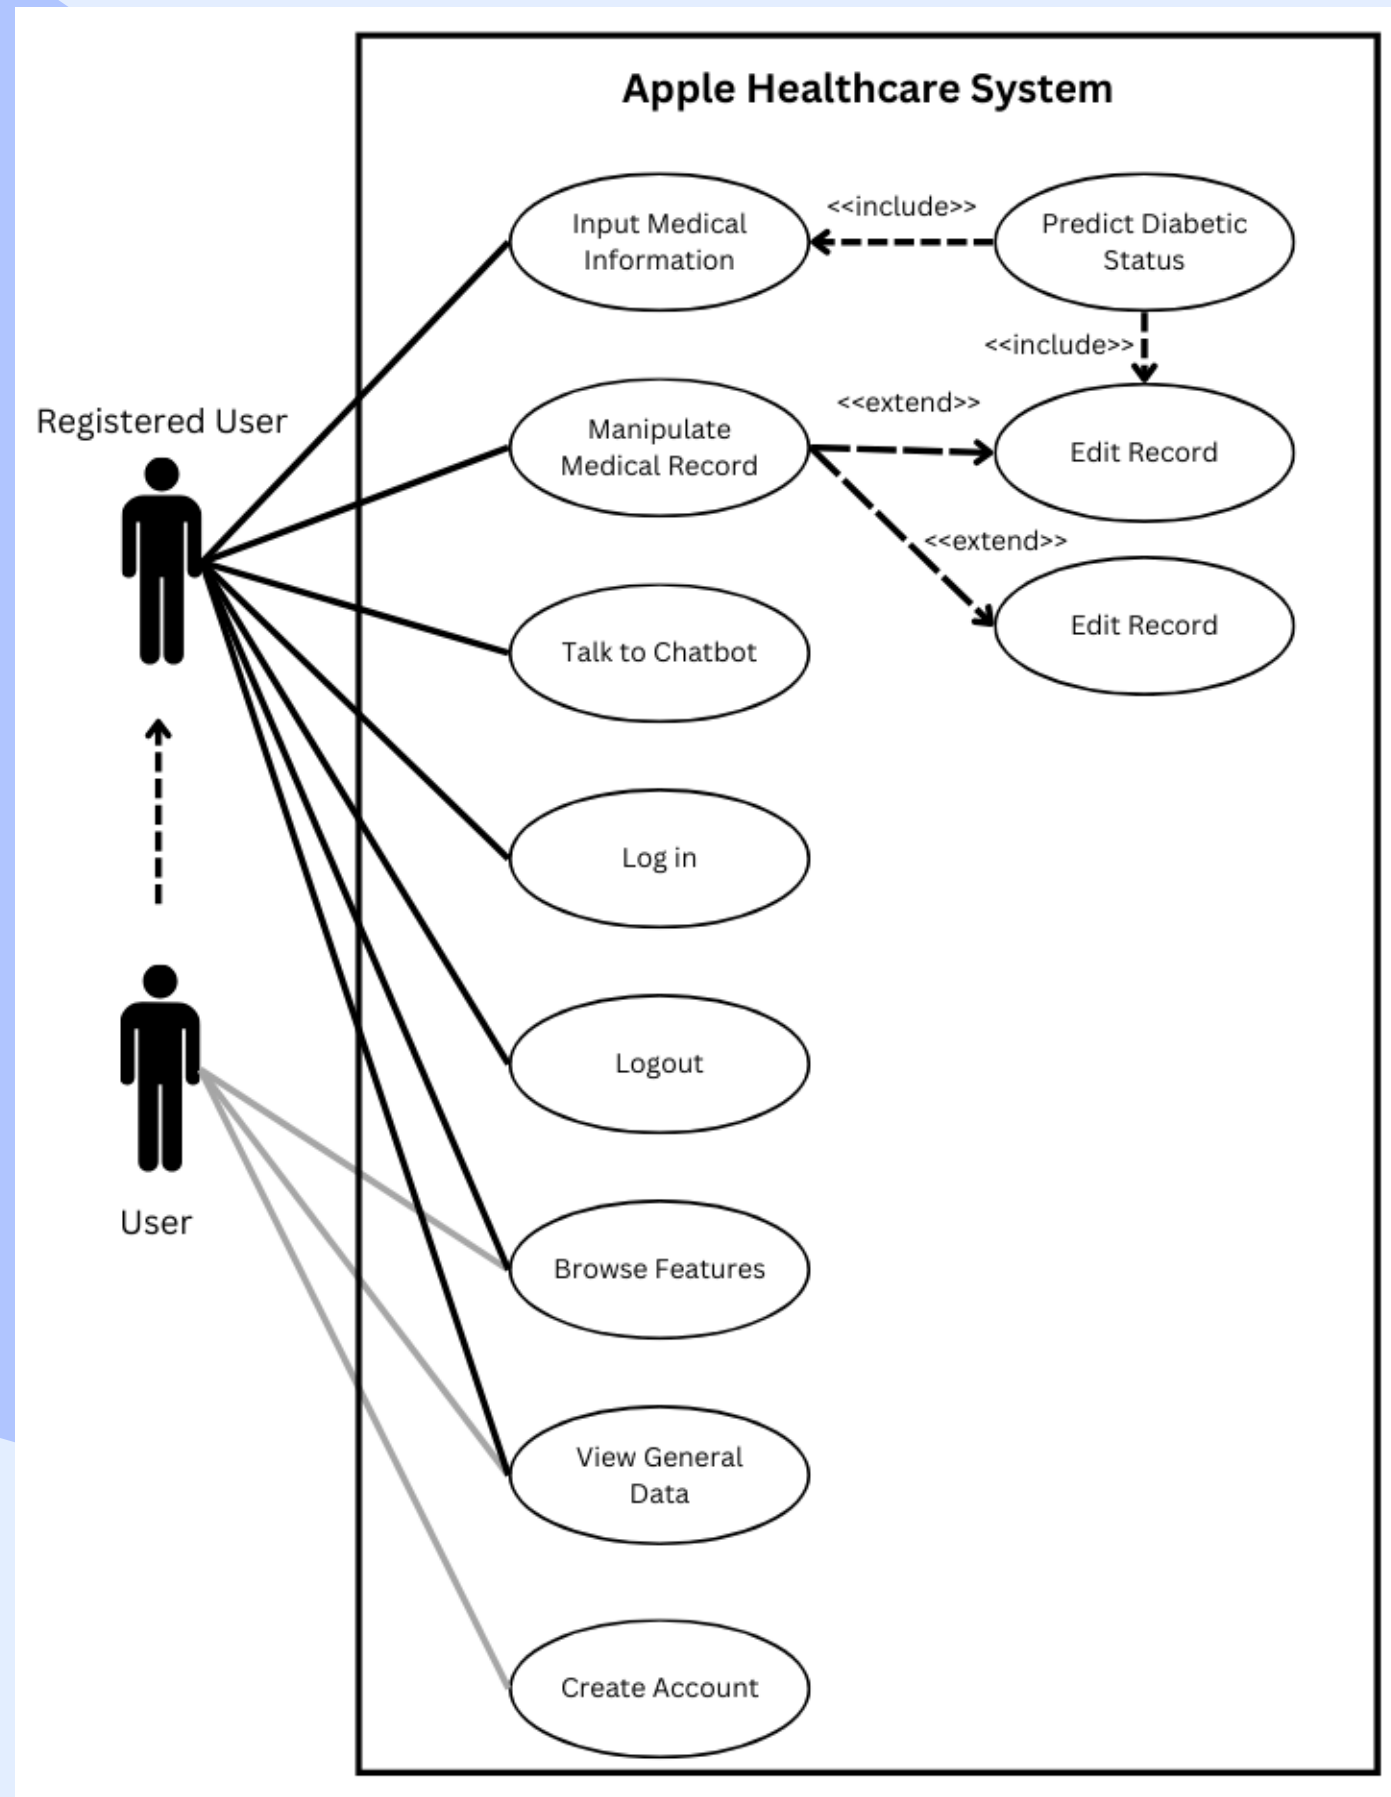 Apple Healthcare System
Input Medical
Information
<<include>>
Predict Diabetic
Status
<<include>>
Registered User
Manipulate
Medical Record
<<extend>>
Edit Record
<<extend>>
Edit Record
Talk to Chatbot
Log in
Logout
User
Browse Features
View General
Data
Create Account